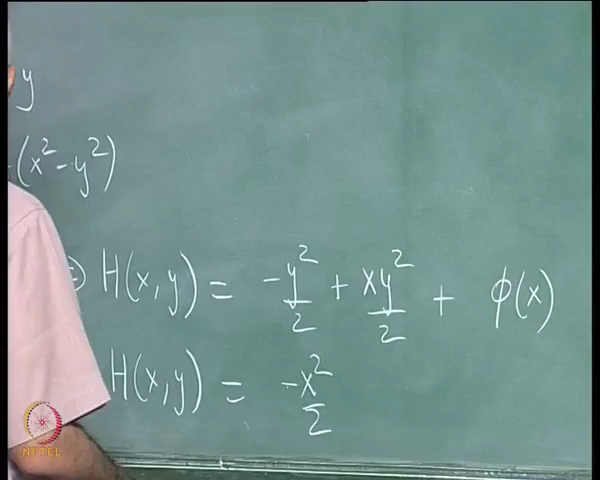 y
-(x² - y²)
⇒ H(x, y) = -y²/2 + xy²/2 + ϕ(x)
H(x, y) = -x²/2
NPTEL